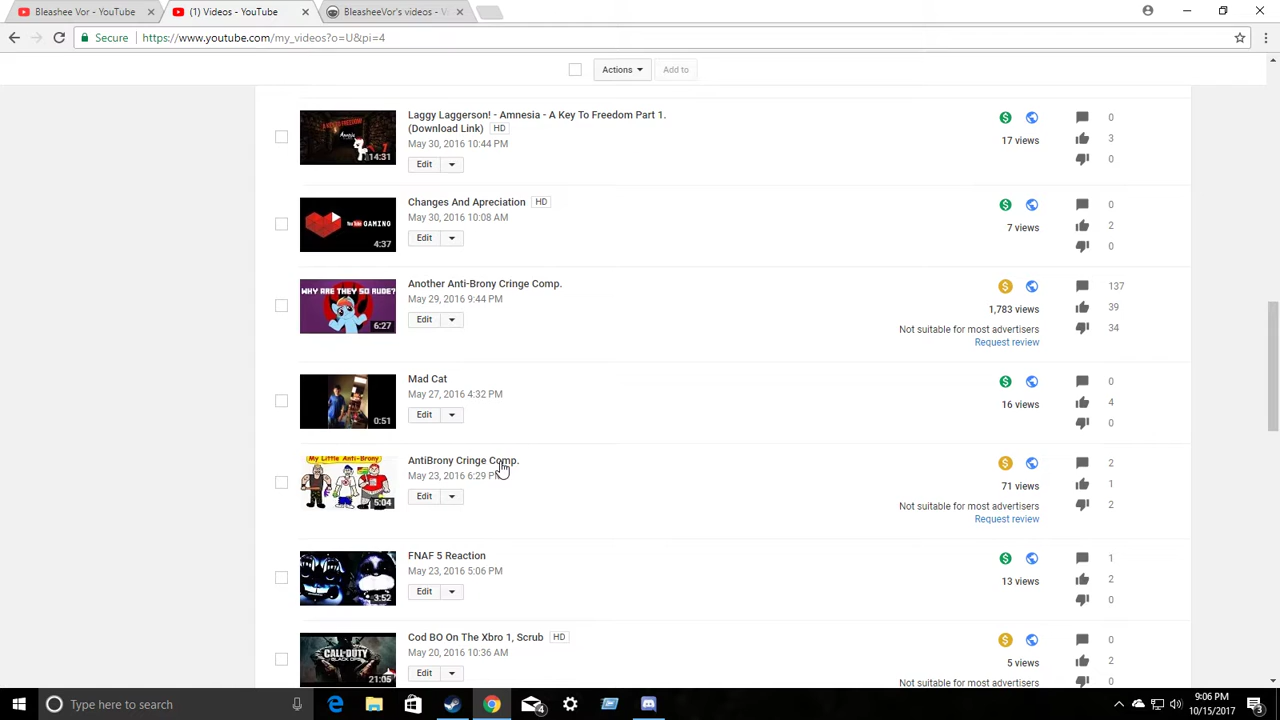 Bleashee Vor - YouTube
(1) Videos - YouTube
BleasheeVor's videos - V
Secure
https://www.youtube.com/my_videos?o=U&pi=4
Actions
Add to
A KEY TO FREEDOM
14:31
Laggy Laggerson! - Amnesia - A Key To Freedom Part 1.
(Download Link) HD
May 30, 2016 10:44 PM
Edit
17 views
0
3
0
YouTube GAMING
4:37
Changes And Apreciation HD
May 30, 2016 10:08 AM
Edit
7 views
0
2
0
WHY ARE THEY SO RUDE?
6:27
Another Anti-Brony Cringe Comp.
May 29, 2016 9:44 PM
Edit
1,783 views
Not suitable for most advertisers
Request review
137
39
34
0:51
Mad Cat
May 27, 2016 4:32 PM
Edit
16 views
0
4
0
My Little Anti-Brony
5:04
AntiBrony Cringe Comp.
May 23, 2016 6:29 PM
Edit
71 views
Not suitable for most advertisers
Request review
2
1
2
3:52
FNAF 5 Reaction
May 23, 2016 5:06 PM
Edit
13 views
1
2
0
CALL OF DUTY
BLACK OPS
21:05
Cod BO On The Xbro 1, Scrub HD
May 20, 2016 10:36 AM
Edit
5 views
Not suitable for most advertisers
0
2
0
Type here to search
4
9:06 PM
10/15/2017
3